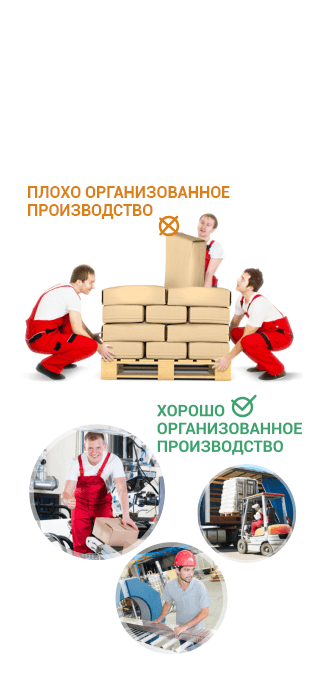 ПЛОХО ОРГАНИЗОВАННОЕ
ПРОИЗВОДСТВО
ХОРОШО
ОРГАНИЗОВАННОЕ
ПРОИЗВОДСТВО